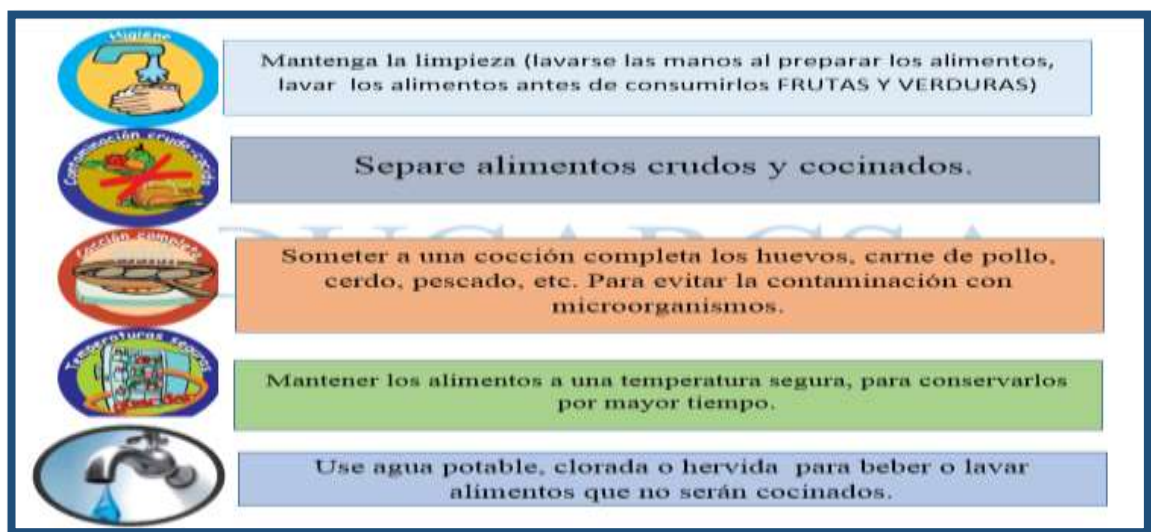 Higiene
Mantenga la limpieza (lavarse las manos al preparar los alimentos,
lavar los alimentos antes de consumirlos FRUTAS Y VERDURAS)
Contaminación crudo-cocido
Separe alimentos crudos y cocinados.
Cocción completa
Someter a una cocción completa los huevos, carne de pollo,
cerdo, pescado, etc. Para evitar la contaminación con
microorganismos.
Temperaturas seguras
Mantener los alimentos a una temperatura segura, para conservarlos
por mayor tiempo.
Use agua potable, clorada o hervida para beber o lavar
alimentos que no serán cocinados.